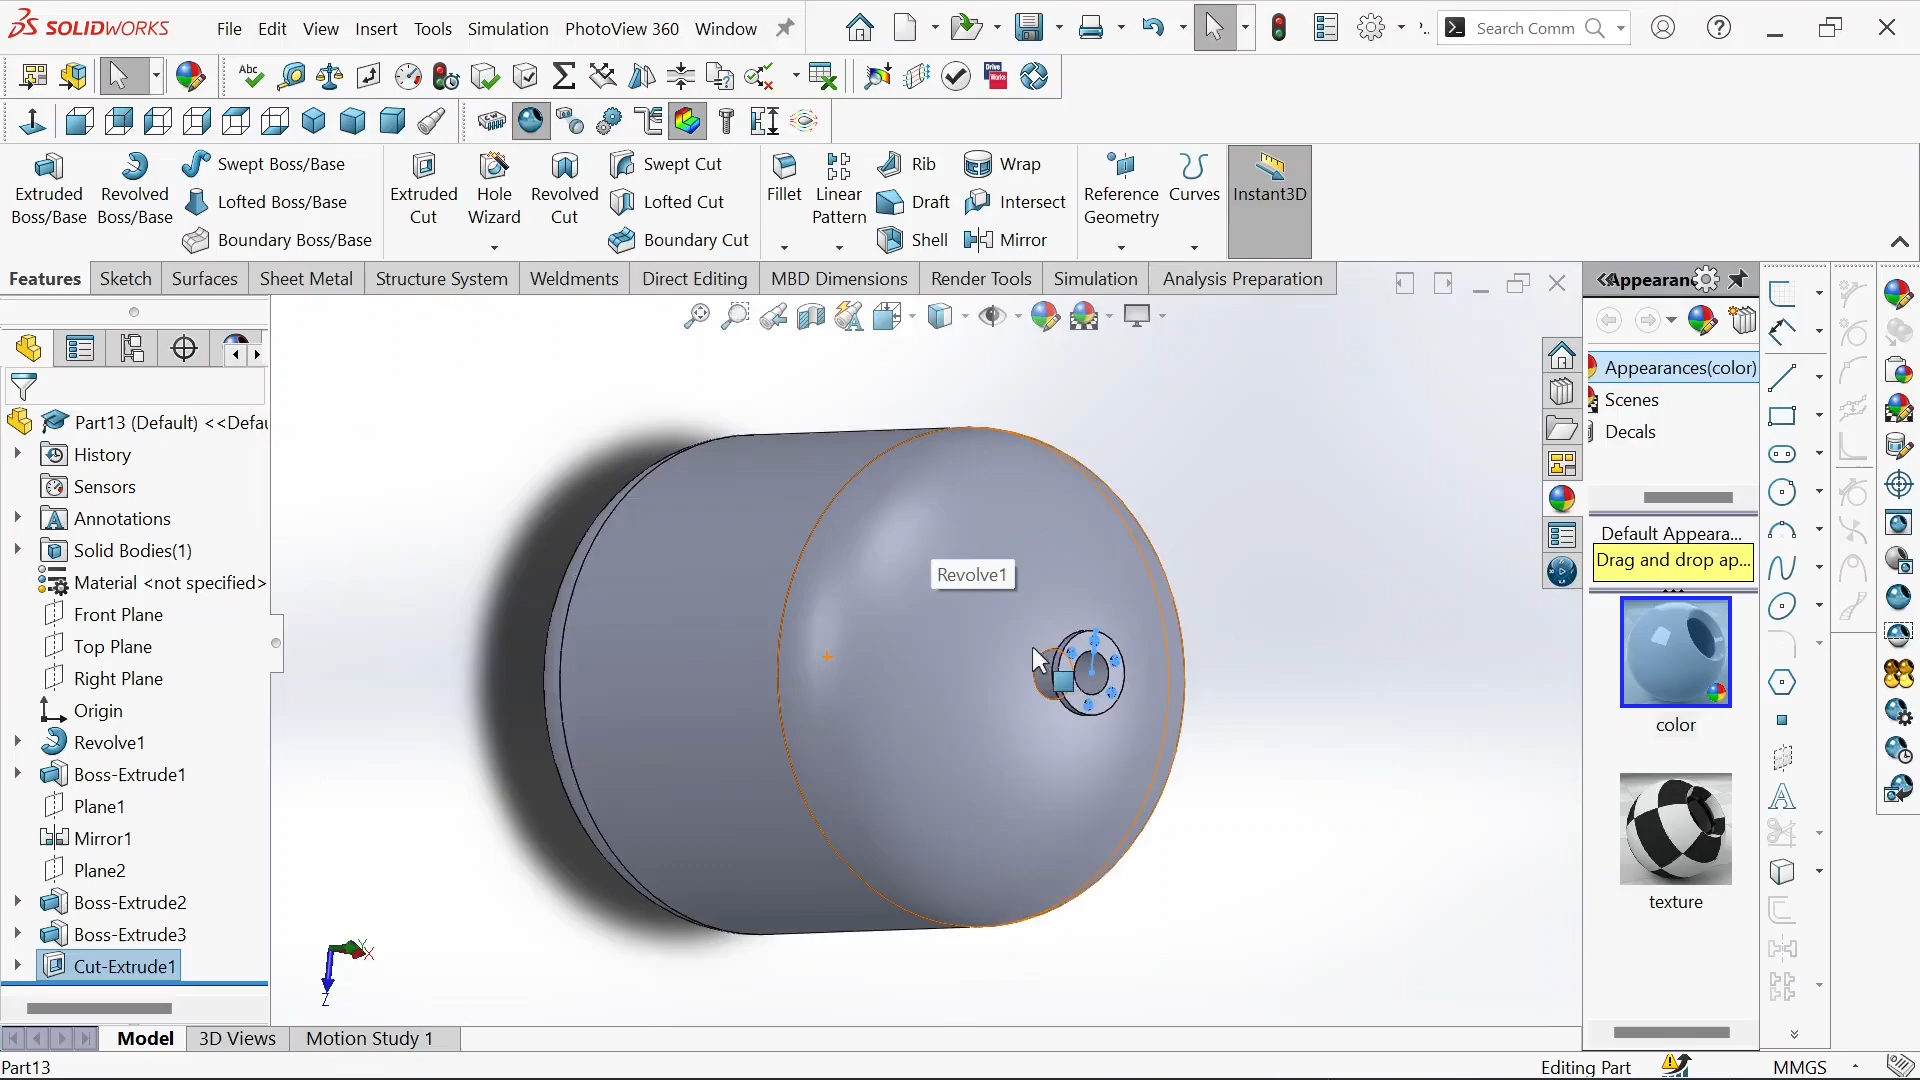 SOLIDWORKS File Edit View Insert Tools Simulation PhotoView 360 Window Search Comm
Extruded Boss/Base
Revolved Boss/Base
Swept Boss/Base
Lofted Boss/Base
Boundary Boss/Base
Extruded Cut
Hole Wizard
Revolved Cut
Swept Cut
Lofted Cut
Boundary Cut
Fillet
Linear Pattern
Rib
Draft
Shell
Wrap
Intersect
Mirror
Reference Geometry
Curves
Instant3D
Features Sketch Surfaces Sheet Metal Structure System Weldments Direct Editing MBD Dimensions Render Tools Simulation Analysis Preparation
Part13 (Default) <<Defau
History
Sensors
Annotations
Solid Bodies(1)
Material <not specified>
Front Plane
Top Plane
Right Plane
Origin
Revolve1
Boss-Extrude1
Plane1
Mirror1
Plane2
Boss-Extrude2
Boss-Extrude3
Cut-Extrude1
Revolve1
Y
X
Z
Appearan
Appearances(color)
Scenes
Decals
Default Appeara...
Drag and drop ap...
color
texture
Model 3D Views Motion Study 1
Part13 Editing Part MMGS